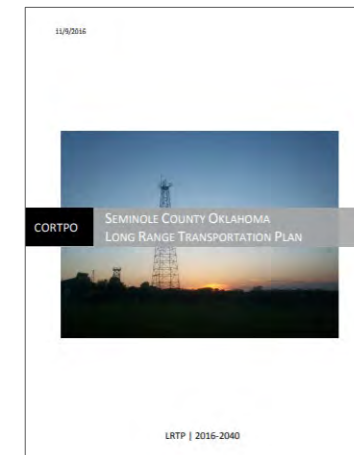 11/9/2016
CORTPO
SEMINOLE COUNTY OKLAHOMA
LONG RANGE TRANSPORTATION PLAN
LRTP | 2016-2040